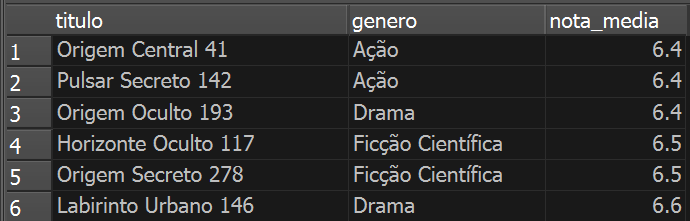 titulo genero nota_media
1 Origem Central 41 Ação 6.4
2 Pulsar Secreto 142 Ação 6.4
3 Origem Oculto 193 Drama 6.4
4 Horizonte Oculto 117 Ficção Científica 6.5
5 Origem Secreto 278 Ficção Científica 6.5
6 Labirinto Urbano 146 Drama 6.6